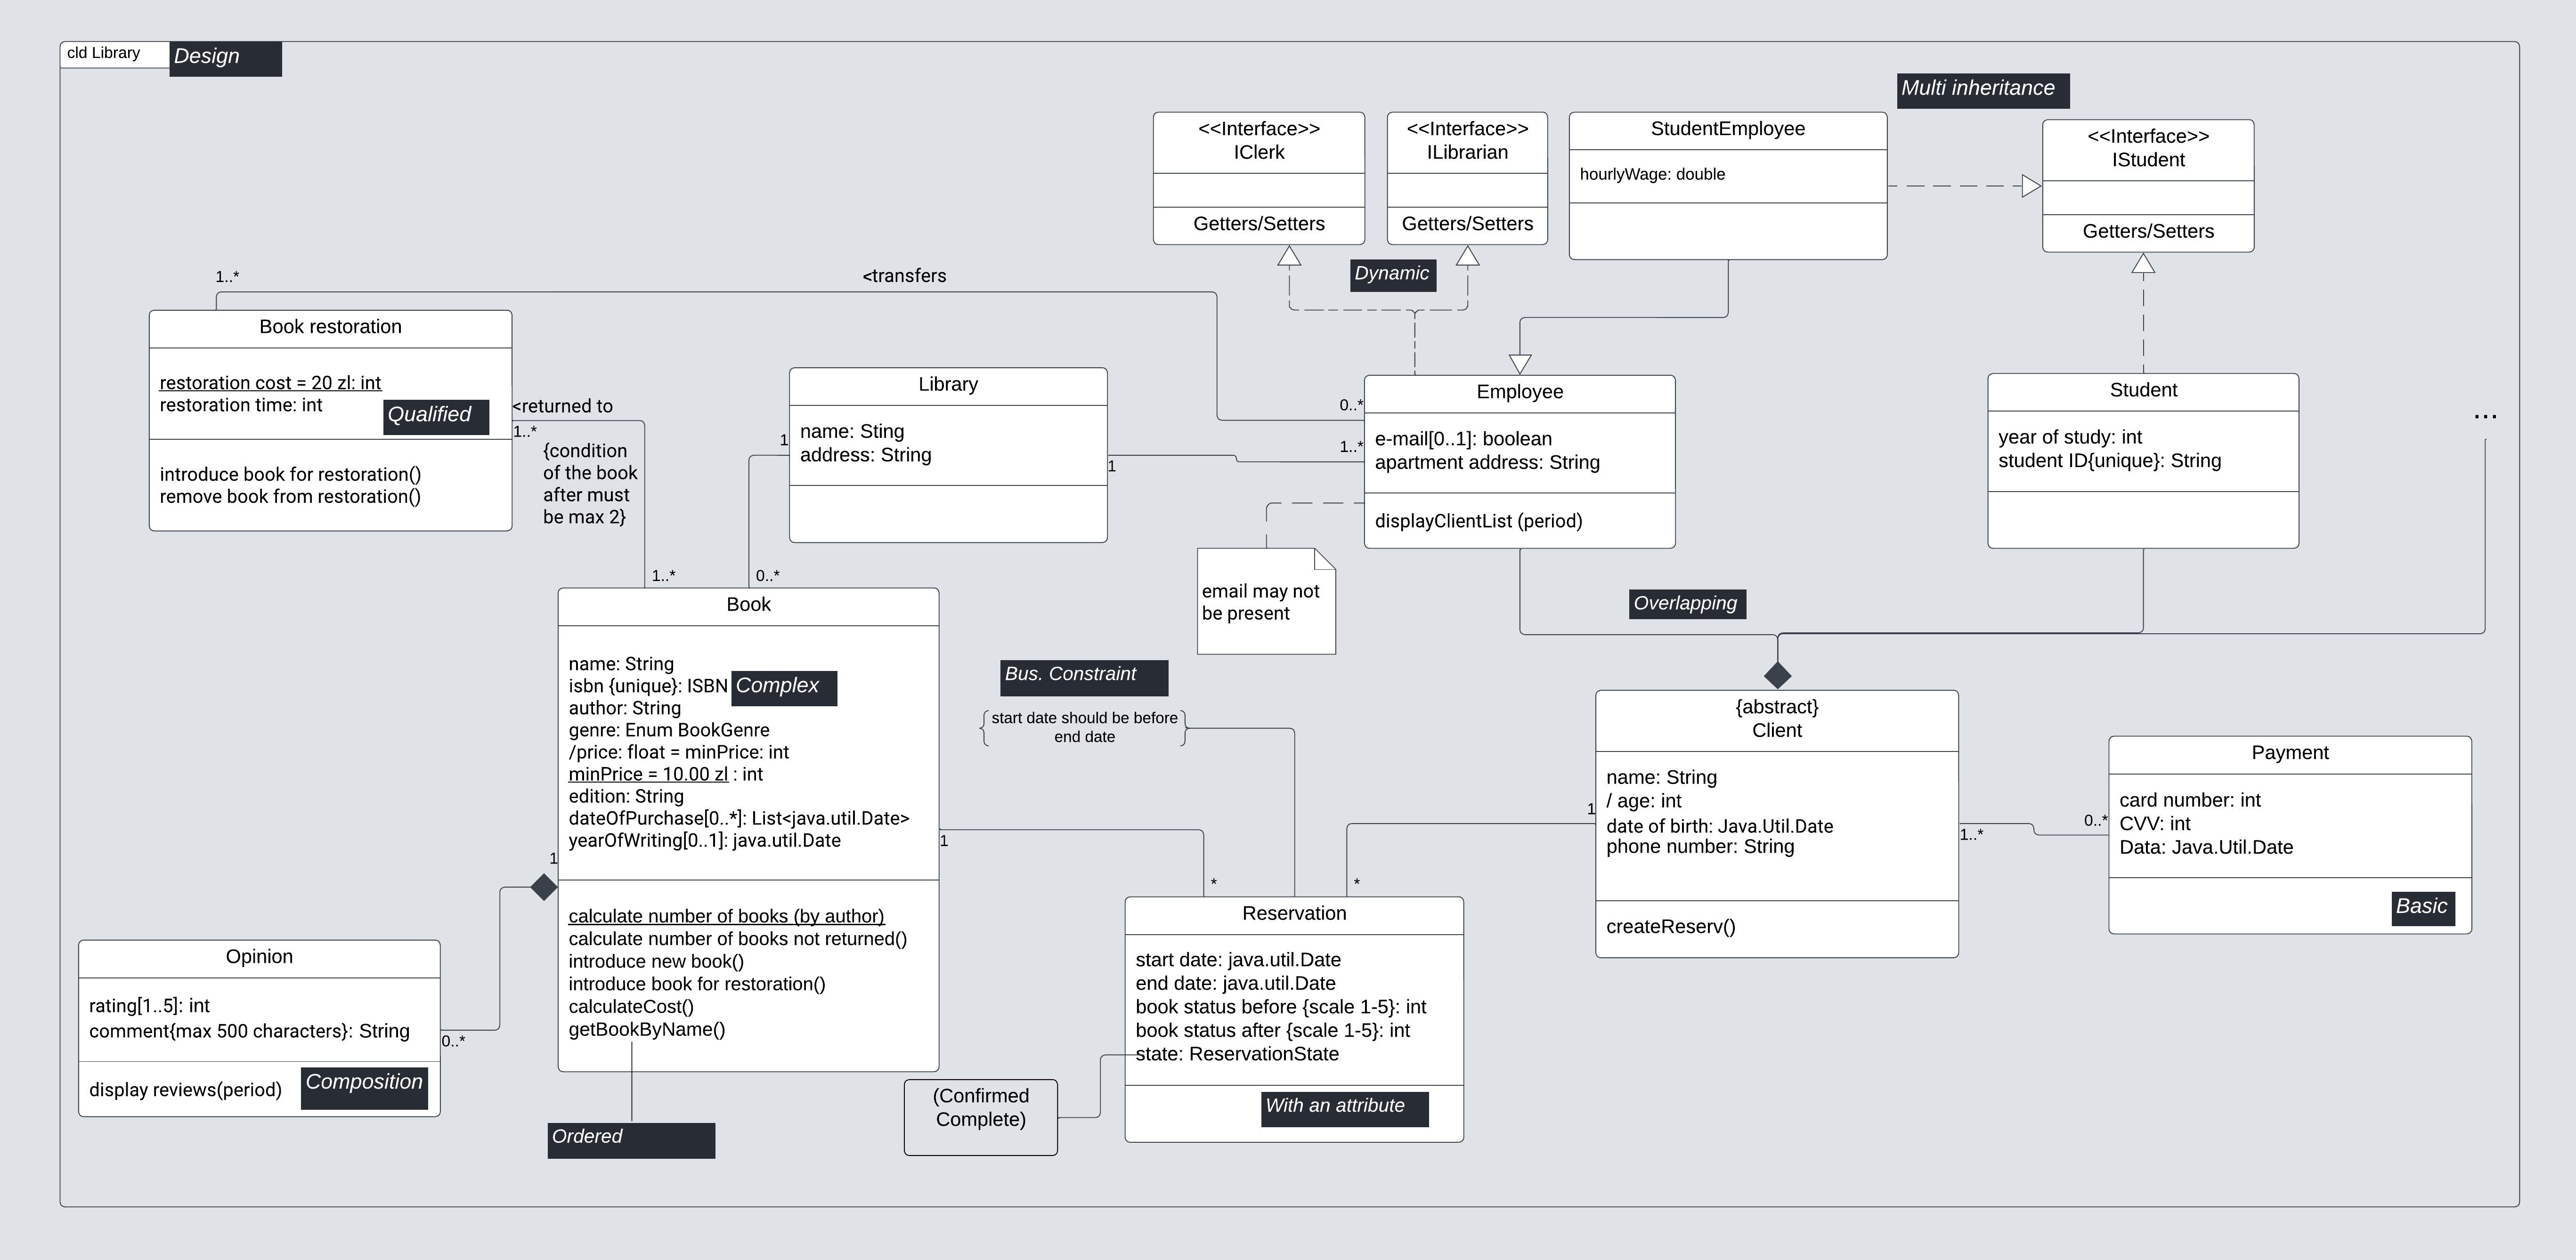 cld Library
Design
Multi inheritance
<<Interface>>
IClerk
Getters/Setters
<<Interface>>
ILibrarian
Getters/Setters
StudentEmployee
hourlyWage: double
<<Interface>>
IStudent
Getters/Setters
Dynamic
1..*
<transfers
Book restoration
restoration cost = 20 zl: int
restoration time: int
Qualified
introduce book for restoration()
remove book from restoration()
<returned to
1..*
{condition
of the book
after must
be max 2}
1..*
Library
name: Sting
address: String
1
1
0..*
Employee
e-mail[0..1]: boolean
apartment address: String
displayClientList (period)
0..*
1..*
email may not
be present
Student
year of study: int
student ID{unique}: String
...
Overlapping
Book
name: String
isbn {unique}: ISBN
Complex
author: String
genre: Enum BookGenre
/price: float = minPrice: int
minPrice = 10.00 zl : int
edition: String
dateOfPurchase[0..*]: List<java.util.Date>
yearOfWriting[0..1]: java.util.Date
calculate number of books (by author)
calculate number of books not returned()
introduce new book()
introduce book for restoration()
calculateCost()
getBookByName()
1
1
Ordered
Bus. Constraint
start date should be before
end date
{abstract}
Client
name: String
/ age: int
date of birth: Java.Util.Date
phone number: String
createReserv()
1
1..*
0..*
Payment
card number: int
CVV: int
Data: Java.Util.Date
Basic
Opinion
rating[1..5]: int
comment{max 500 characters}: String
display reviews(period)
Composition
0..*
*
*
Reservation
start date: java.util.Date
end date: java.util.Date
book status before {scale 1-5}: int
book status after {scale 1-5}: int
state: ReservationState
With an attribute
(Confirmed
Complete)